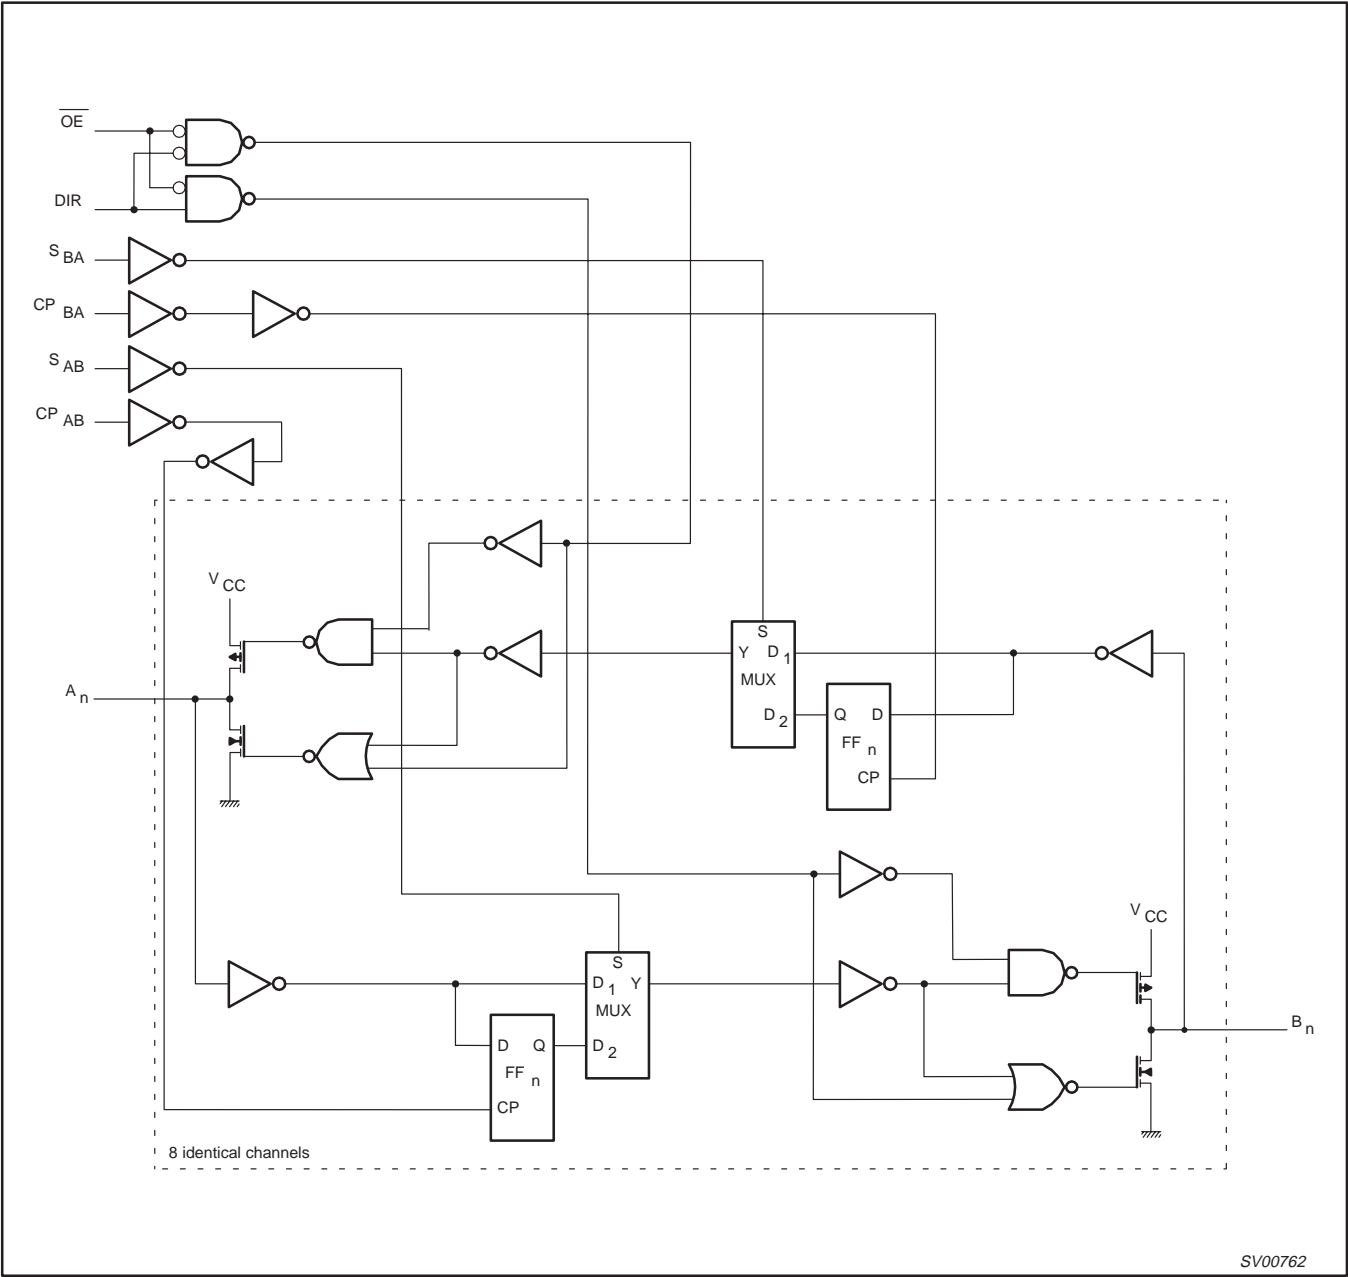 OE
DIR
S BA
CP BA
S AB
CP AB
V CC
S
Y D 1
MUX
D 2
Q D
FF n
CP
A n
V CC
S
D 1 Y
MUX
D 2
D Q
FF n
CP
B n
8 identical channels
SV00762